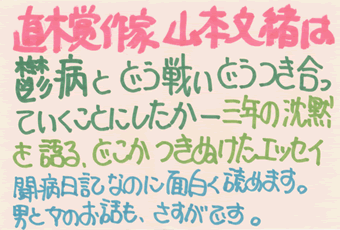 直木賞作家山本文緒は
鬱病とどう戦いどうつき合っ
ていくことにしたかー三年の沈黙
を語る、どこかつきぬけたエッセイ
闘病日記なのに面白く読めます。
男と女のお話も、さすがです。